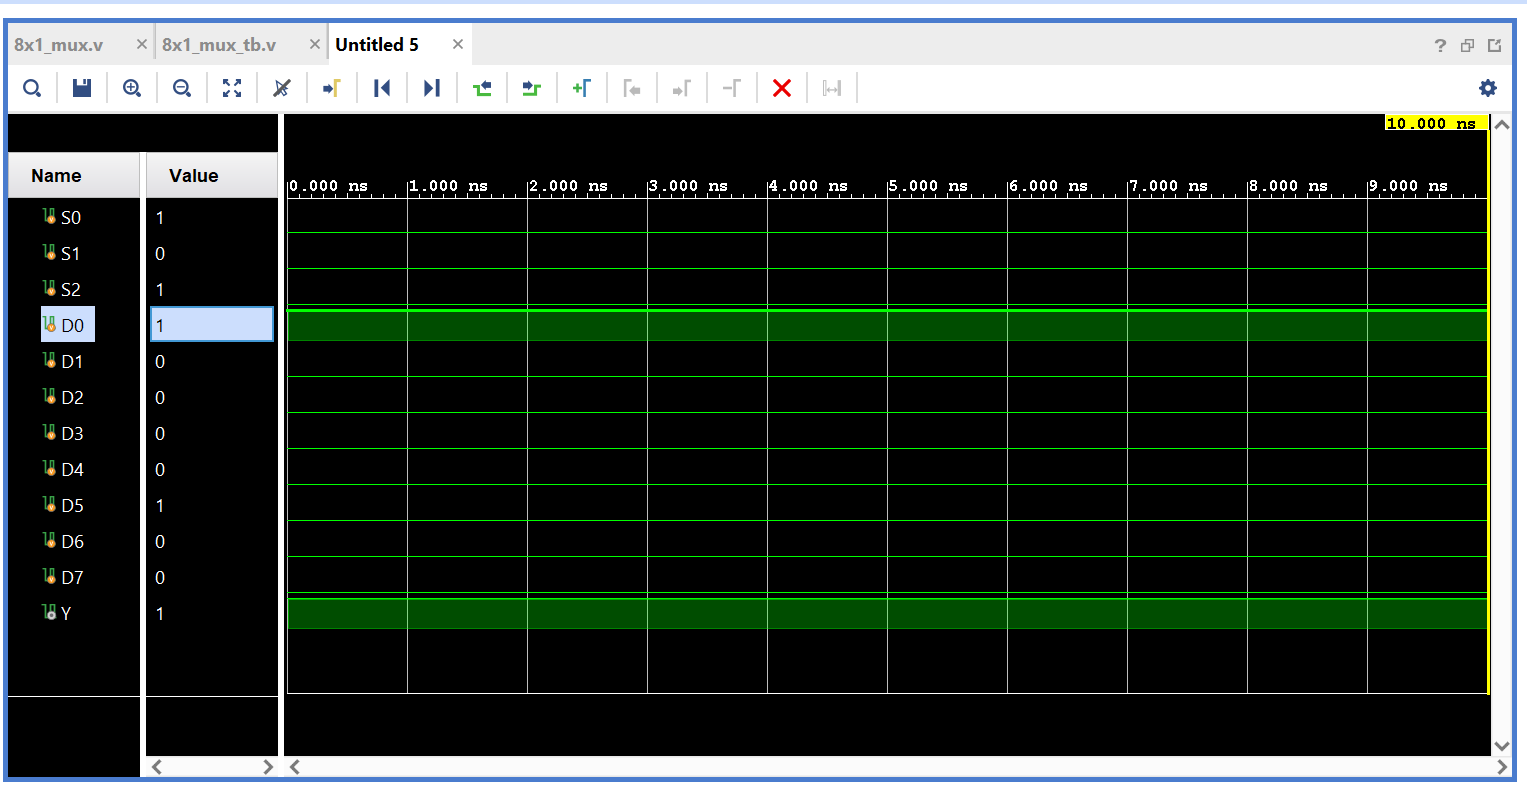 8x1_mux.v × 8x1_mux_tb.v × Untitled 5 × ?
10.000 ns
Name Value
0.000 ns 1.000 ns 2.000 ns 3.000 ns 4.000 ns 5.000 ns 6.000 ns 7.000 ns 8.000 ns 9.000 ns
S0 1
S1 0
S2 1
D0 1
D1 0
D2 0
D3 0
D4 0
D5 1
D6 0
D7 0
Y 1